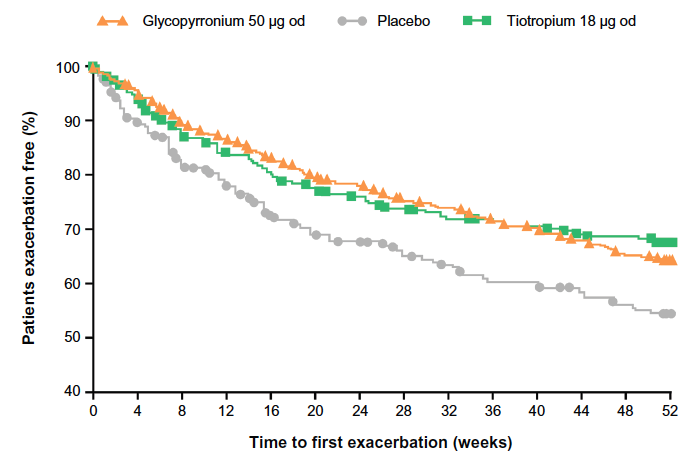 Glycopyrronium 50 µg od Placebo Tiotropium 18 µg od
Patients exacerbation free (%)
100
90
80
70
60
50
40
0 4 8 12 16 20 24 28 32 36 40 44 48 52
Time to first exacerbation (weeks)